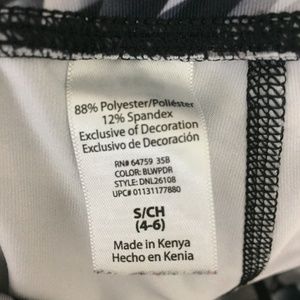 88% Polyester/Poliéster
12% Spandex
Exclusive of Decoration
Exclusivo de Decoración
RN# 64759 35B
COLOR: BLWPDR
STYLE: DNL26108
UPC# 01131177880
S/CH
(4-6)
Made in Kenya
Hecho en Kenia